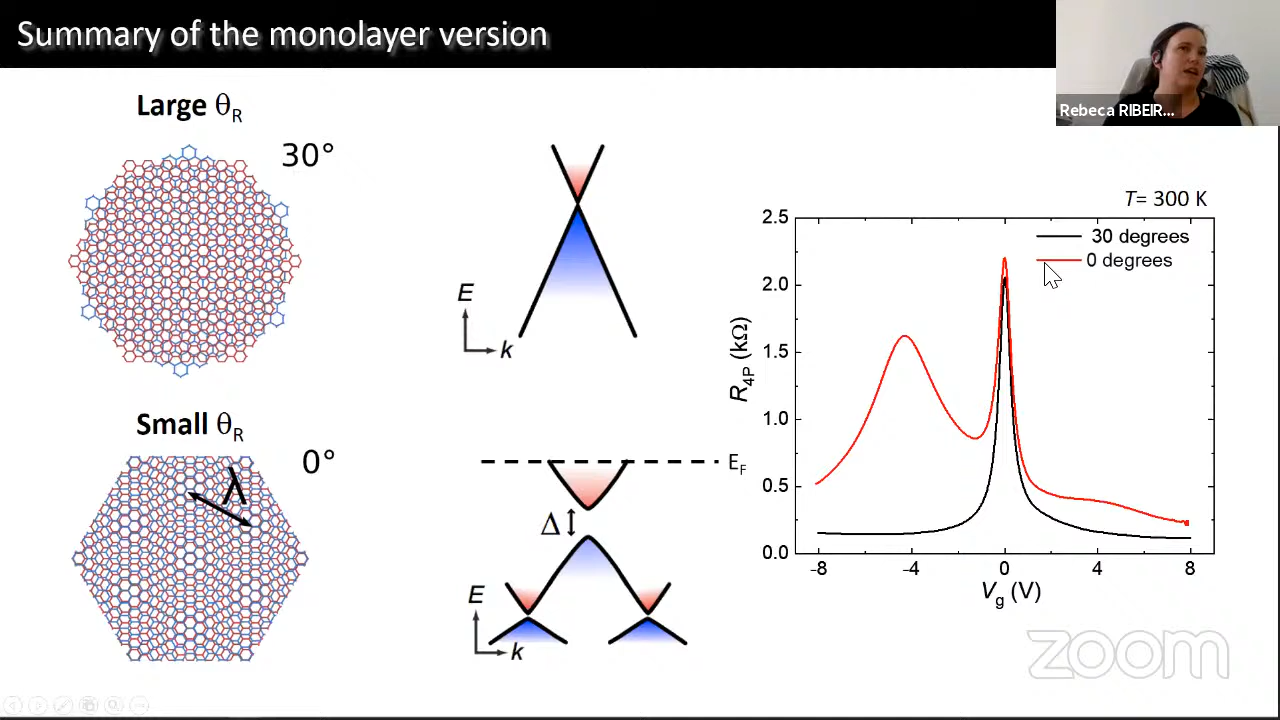 Summary of the monolayer version
Rebeca RIBEIR...
Large θR
30°
E
k
Small θR
0°
λ
EF
Δ
E
k
T= 300 K
30 degrees
0 degrees
2.5
2.0
1.5
1.0
0.5
0.0
R4P (kΩ)
-8 -4 0 4 8
Vg (V)
zoom